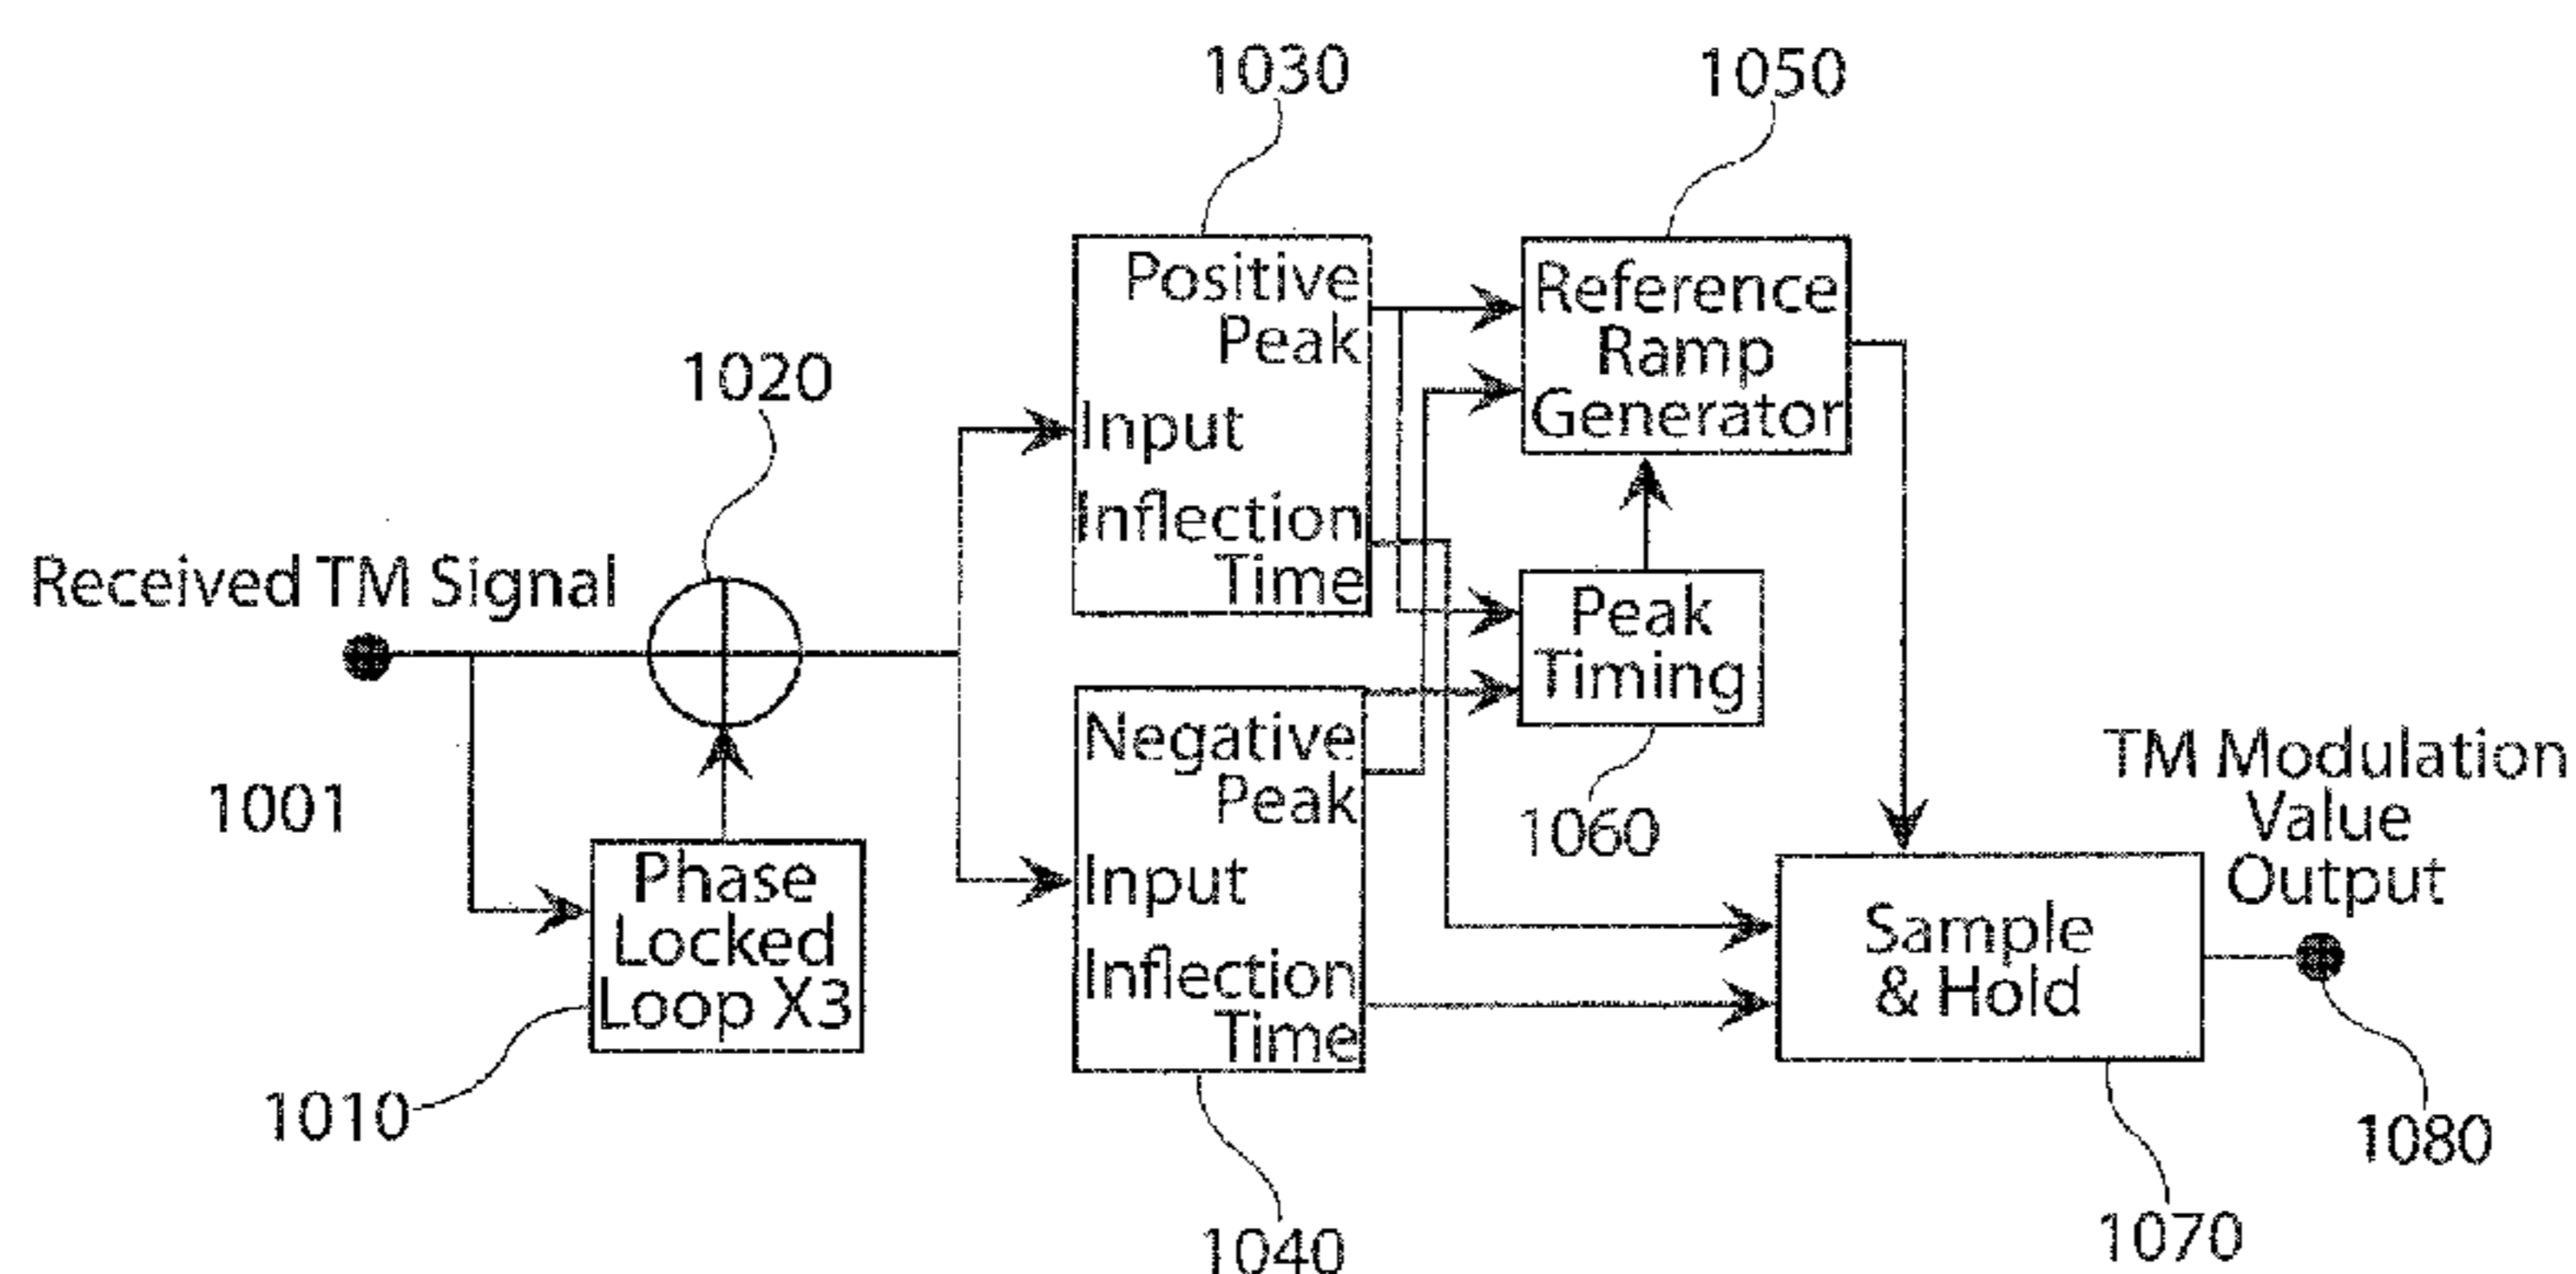 1030
1050
Positive
Peak
Input
Inflection
Time
Reference
Ramp
Generator
1020
Received TM Signal
Peak
Timing
1060
1001
Phase
Locked
Loop X3
1010
Negative
Peak
Input
Inflection
Time
1040
TM Modulation
Value
Output
Sample
& Hold
1080
1070